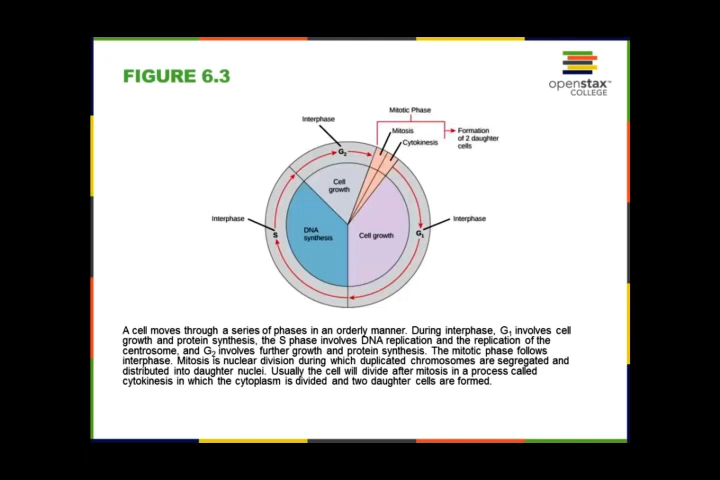 FIGURE 6.3
openstax™
COLLEGE
Mitotic Phase
Interphase
Mitosis
Formation
of 2 daughter
cells
Cytokinesis
G₂
Cell
growth
Interphase
Interphase
S
DNA
synthesis
Cell growth
G₁
A cell moves through a series of phases in an orderly manner. During interphase, G₁ involves cell
growth and protein synthesis, the S phase involves DNA replication and the replication of the
centrosome, and G₂ involves further growth and protein synthesis. The mitotic phase follows
interphase. Mitosis is nuclear division during which duplicated chromosomes are segregated and
distributed into daughter nuclei. Usually the cell will divide after mitosis in a process called
cytokinesis in which the cytoplasm is divided and two daughter cells are formed.